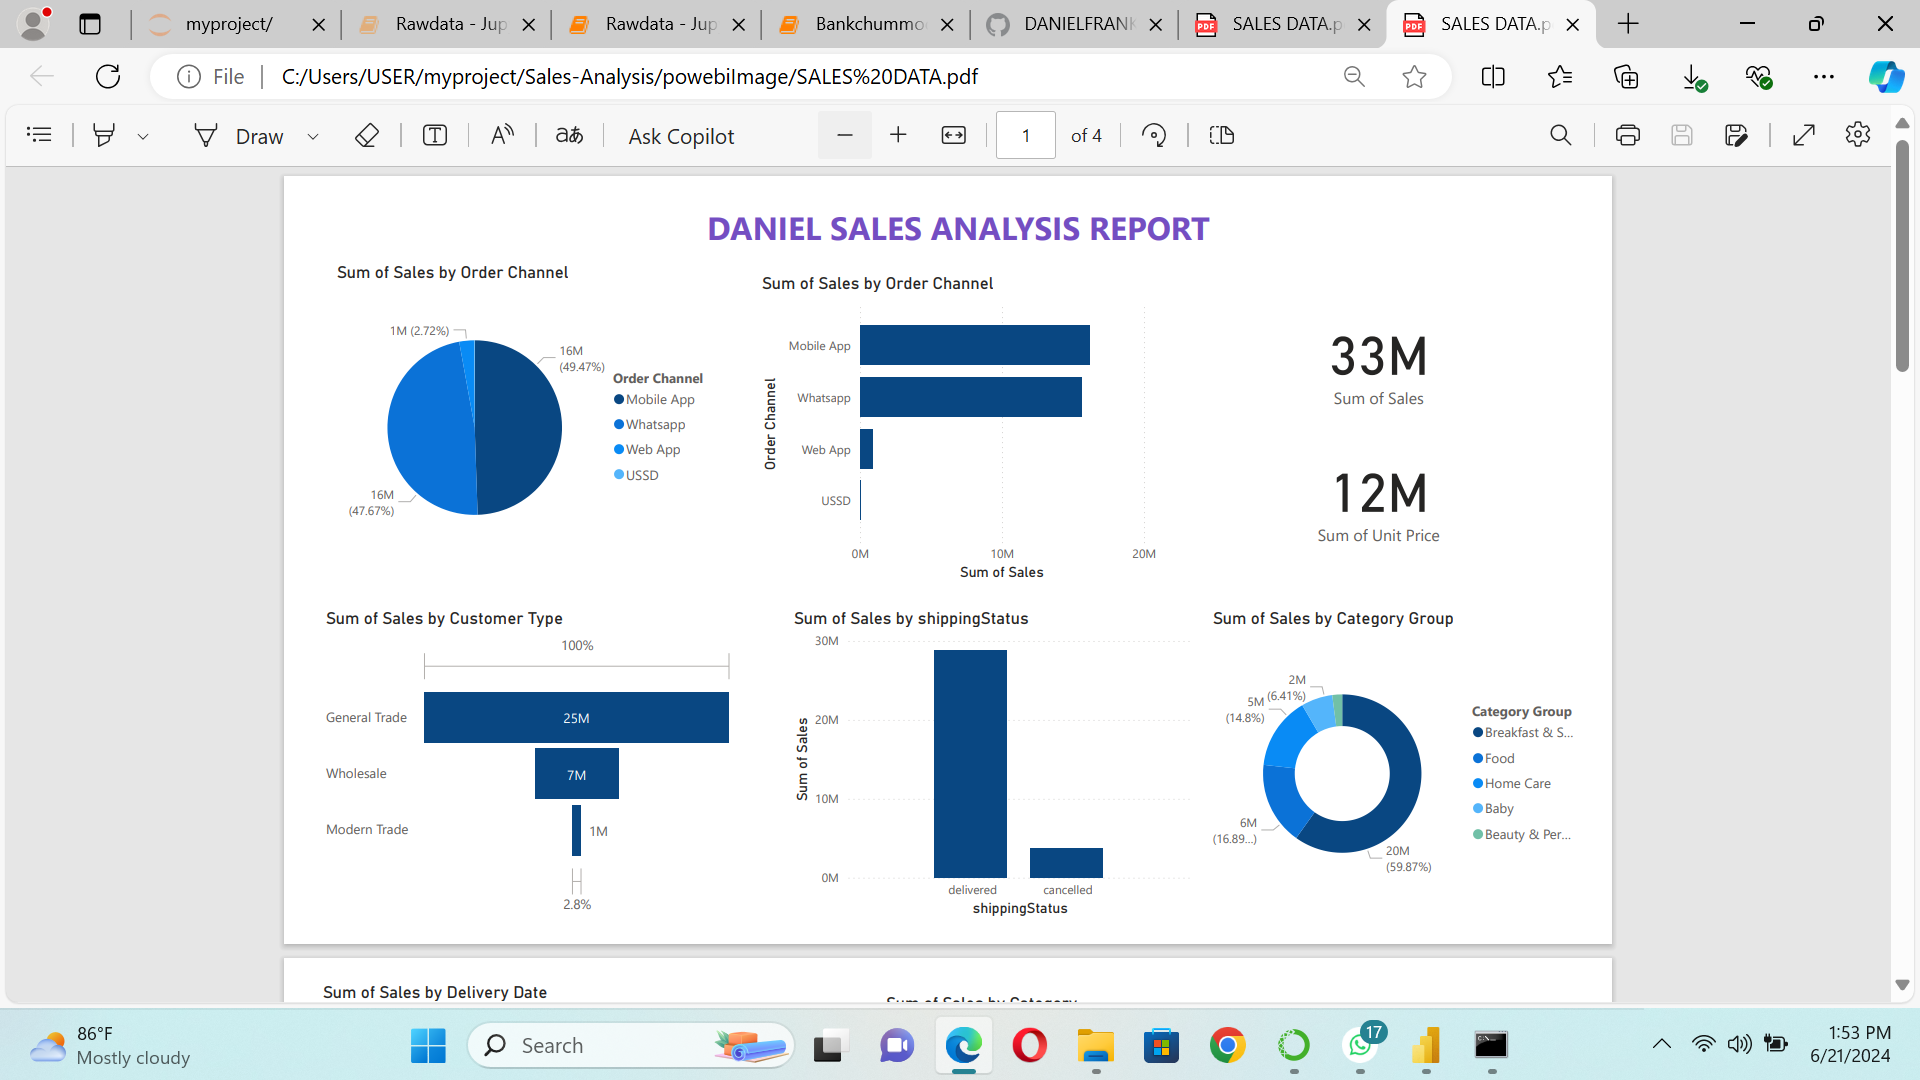 myproject/
Rawdata - Jup
Rawdata - Jup
Bankchummo
DANIELFRANK
SALES DATA.p
SALES DATA.p
File
C:/Users/USER/myproject/Sales-Analysis/powebiImage/SALES%20DATA.pdf
Draw
Ask Copilot
1
of 4
DANIEL SALES ANALYSIS REPORT
Sum of Sales by Order Channel
1M (2.72%)
16M
(49.47%)
16M
(47.67%)
Order Channel
Mobile App
Whatsapp
Web App
USSD
Sum of Sales by Order Channel
Order Channel
Mobile App
Whatsapp
Web App
USSD
0M
10M
20M
Sum of Sales
33M
Sum of Sales
12M
Sum of Unit Price
Sum of Sales by Customer Type
100%
General Trade
25M
Wholesale
7M
Modern Trade
1M
2.8%
Sum of Sales by shippingStatus
Sum of Sales
30M
20M
10M
0M
delivered
cancelled
shippingStatus
Sum of Sales by Category Group
2M
(6.41%)
5M
(14.8%)
6M
(16.89...)
20M
(59.87%)
Category Group
Breakfast & S...
Food
Home Care
Baby
Beauty & Per...
Sum of Sales by Delivery Date
Sum of Sales by Category
86°F
Mostly cloudy
Search
17
1:53 PM
6/21/2024